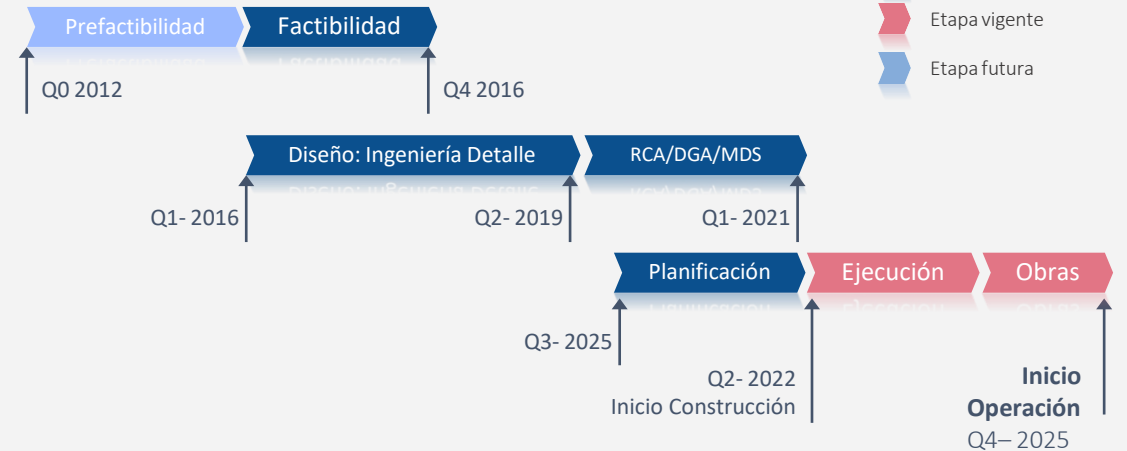 Prefactibilidad
Factibilidad
Etapa vigente
Etapa futura
Q0 2012
Q4 2016
Diseño: Ingeniería Detalle
RCA/DGA/MDS
Q1- 2016
Q2- 2019
Q1- 2021
Planificación
Ejecución
Obras
Q3- 2025
Q2- 2022
Inicio Construcción
Inicio
Operación
Q4– 2025